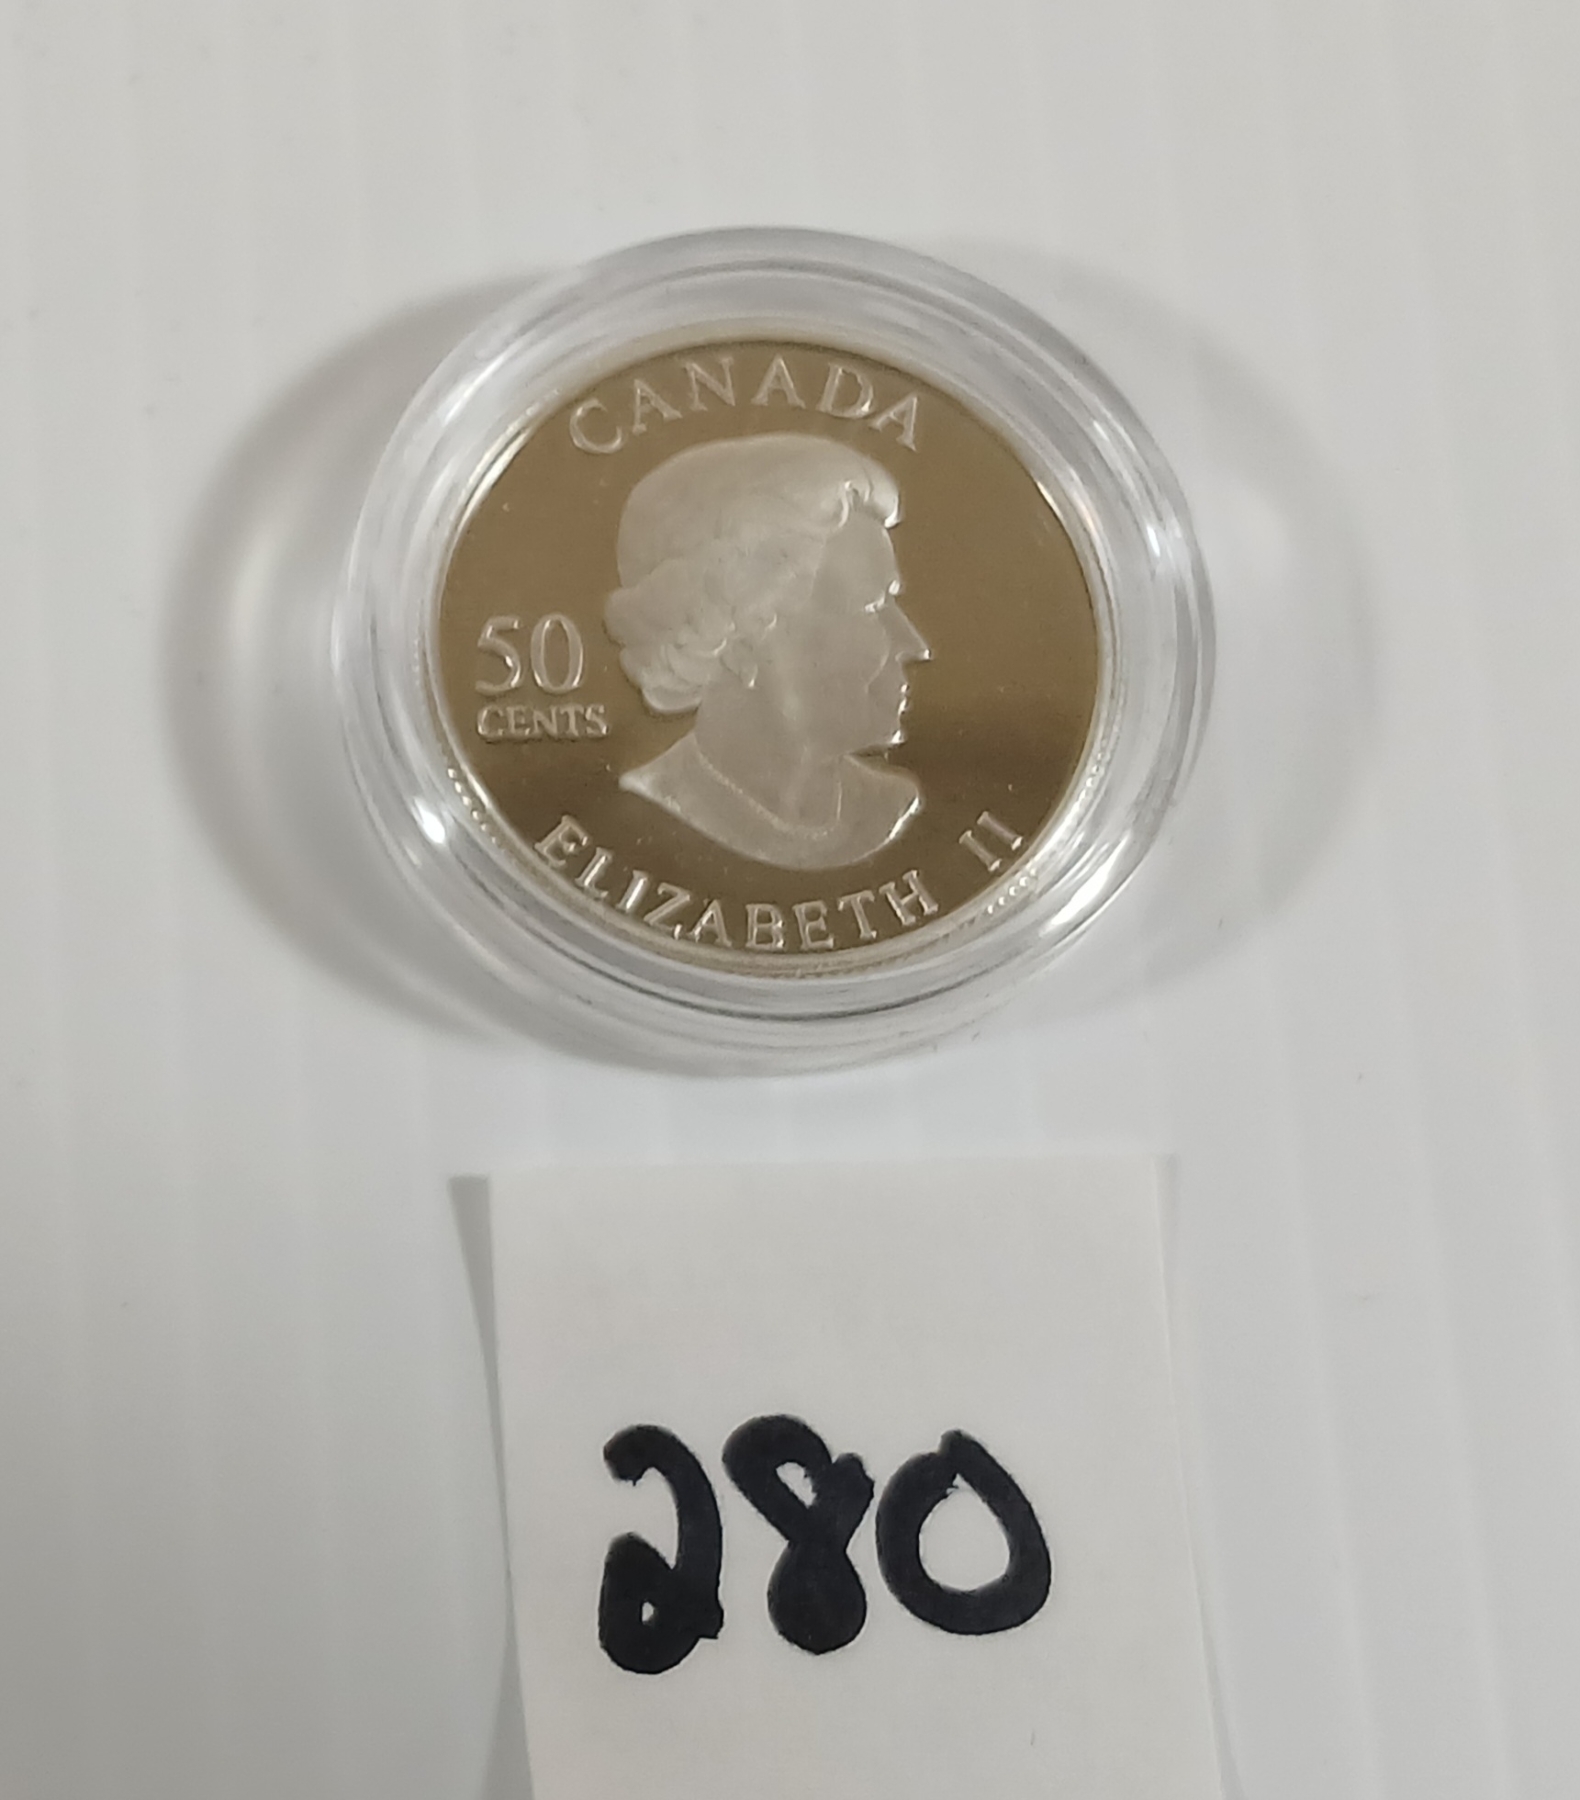 CANADA
50
CENTS
ELIZABETH II
280